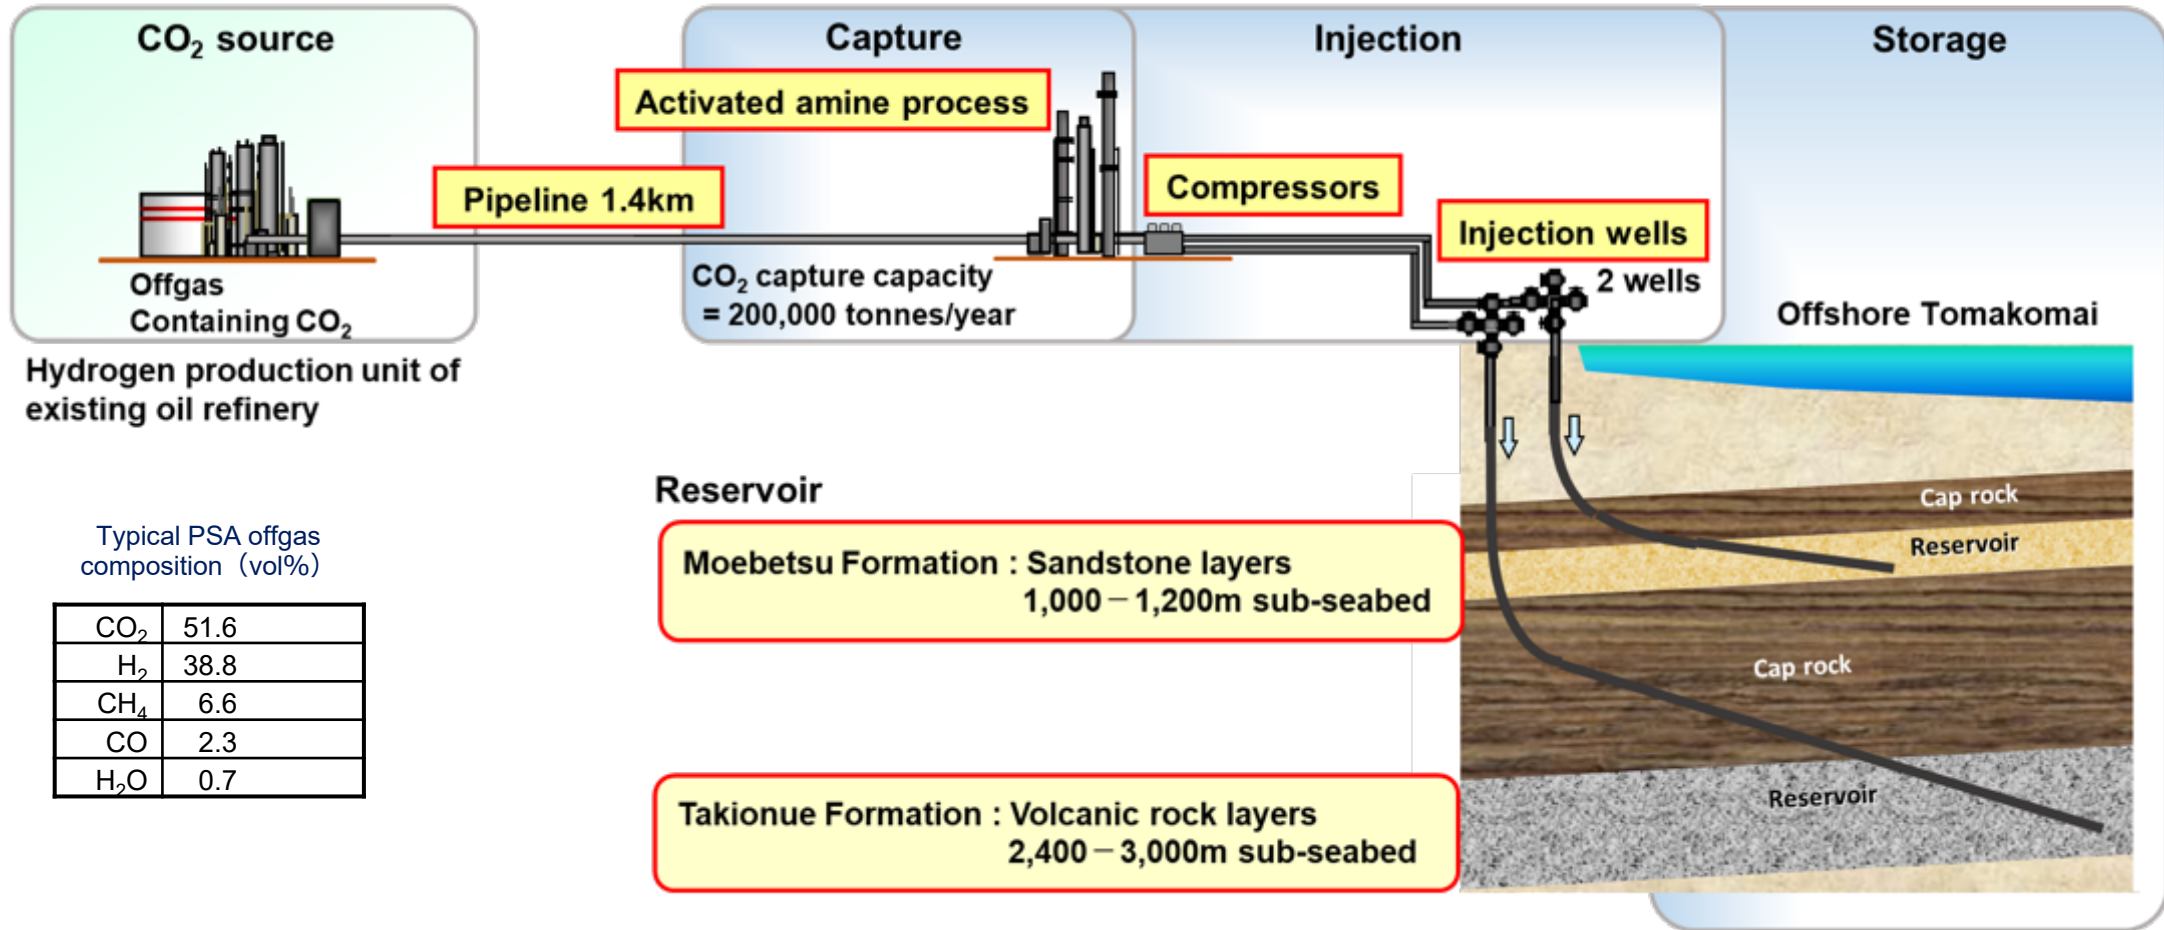 CO₂ source
Capture
Injection
Storage
Activated amine process
Pipeline 1.4km
Compressors
Injection wells
2 wells
Offgas
Containing CO₂
CO₂ capture capacity
= 200,000 tonnes/year
Offshore Tomakomai
Hydrogen production unit of
existing oil refinery
Typical PSA offgas
composition（vol%）
CO₂ 51.6
H₂ 38.8
CH₄ 6.6
CO 2.3
H₂O 0.7
Reservoir
Moebetsu Formation : Sandstone layers
1,000－1,200m sub-seabed
Takionue Formation : Volcanic rock layers
2,400－3,000m sub-seabed
Cap rock
Reservoir
Cap rock
Reservoir